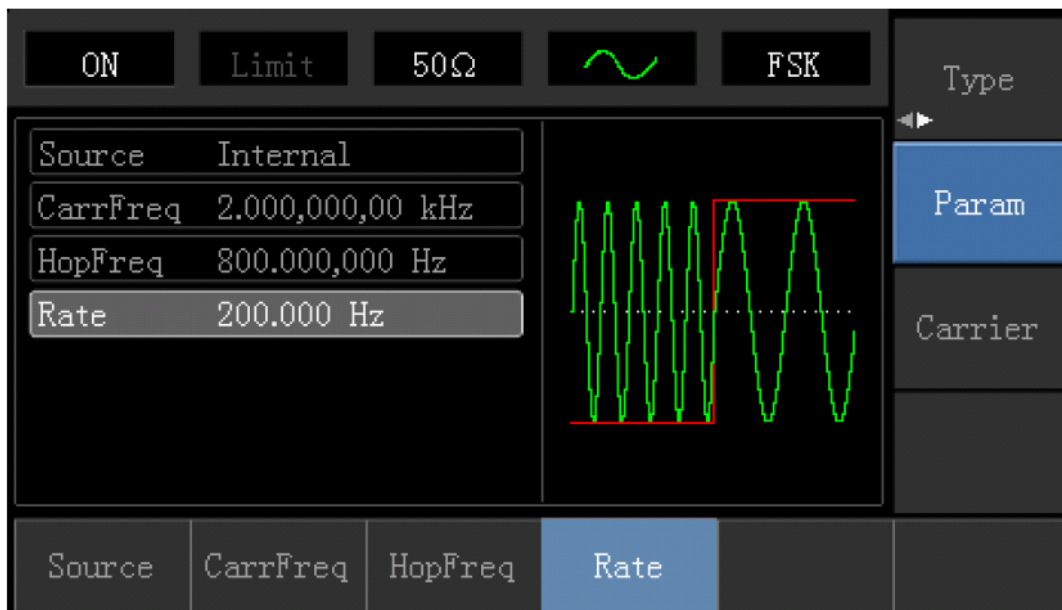 ON Limit 50Ω FSK
Type
Source Internal
CarrFreq 2.000,000,00 kHz
HopFreq 800.000,000 Hz
Rate 200.000 Hz
Param
Carrier
Source CarrFreq HopFreq Rate